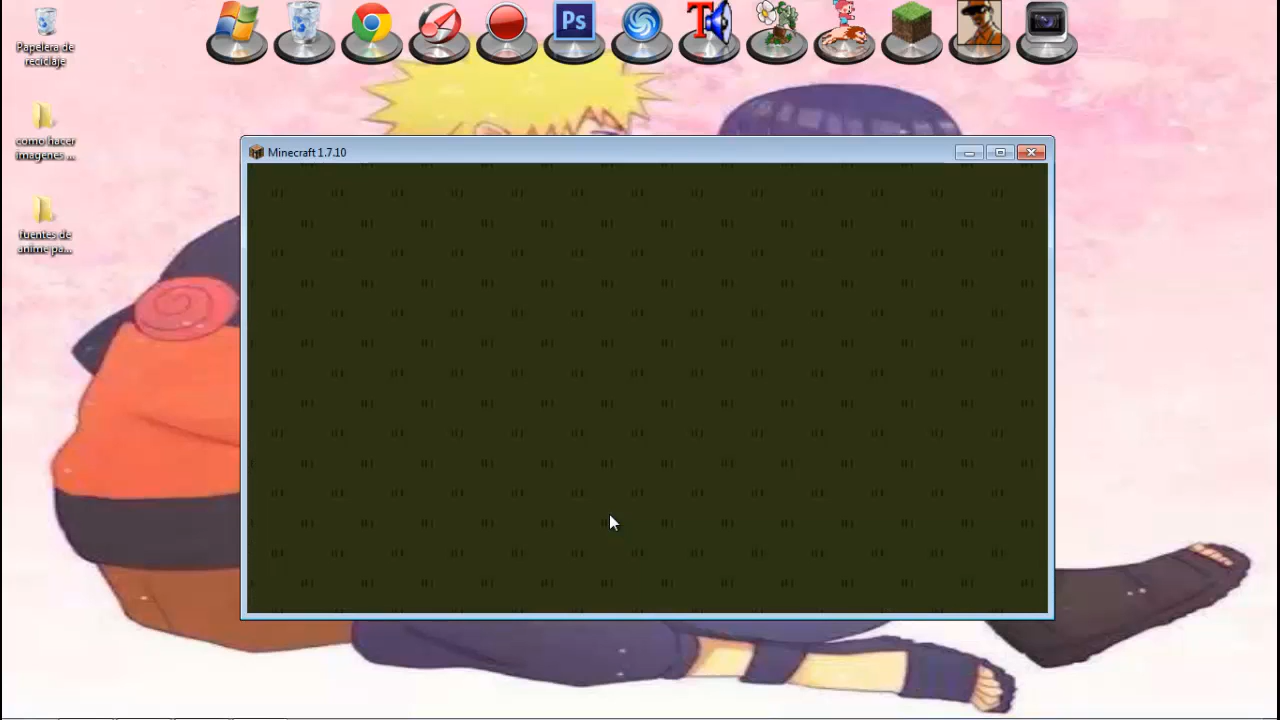 Papelera de
reciclaje
como hacer
imagenes ...
fuentes de
anime pa...
Ps
T
Minecraft 1.7.10